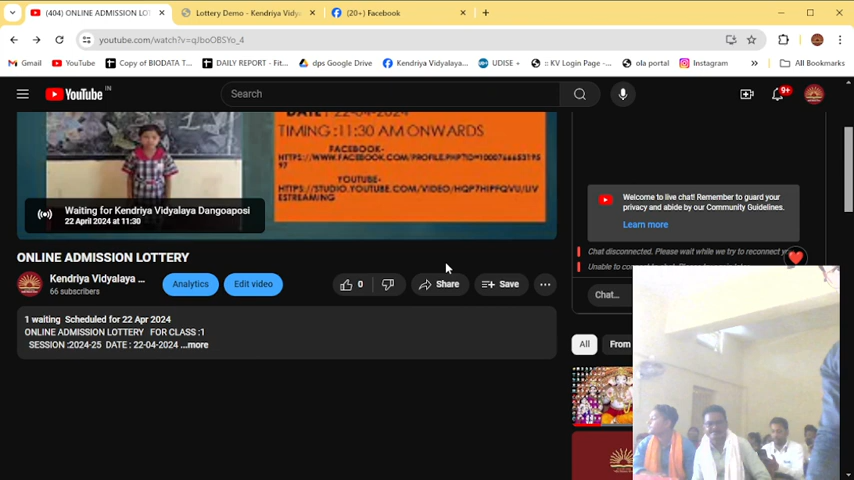 (404) ONLINE ADMISSION LOT
Lottery Demo - Kendriya Vidy
(20+) Facebook
youtube.com/watch?v=qJboOBSYo_4
Gmail
YouTube
Copy of BIODATA T...
DAILY REPORT - Fit...
dps Google Drive
Kendriya Vidyalaya...
UDISE +
:: KV Login Page -...
ola portal
Instagram
All Bookmarks
YouTube IN
Search
9+
DATE : 22-04-2024
TIMING :11:30 AM ONWARDS
FACEBOOK-
HTTPS://WWW.FACEBOOK.COM/PROFILE.PHP?ID=1000766653195
97
YOUTUBE-
HTTPS://STUDIO.YOUTUBE.COM/VIDEO/HQP7HIPFQVU/LIV
ESTREAMING
Waiting for Kendriya Vidyalaya Dangoaposi
22 April 2024 at 11:30
Welcome to live chat! Remember to guard your
privacy and abide by our Community Guidelines.
Learn more
Chat disconnected. Please wait while we try to reconnect
Unable to
Chat...
ONLINE ADMISSION LOTTERY
Kendriya Vidyalaya ...
66 subscribers
Analytics
Edit video
0
Share
Save
1 waiting Scheduled for 22 Apr 2024
ONLINE ADMISSION LOTTERY FOR CLASS :1
SESSION :2024-25 DATE : 22-04-2024 ...more
All
From